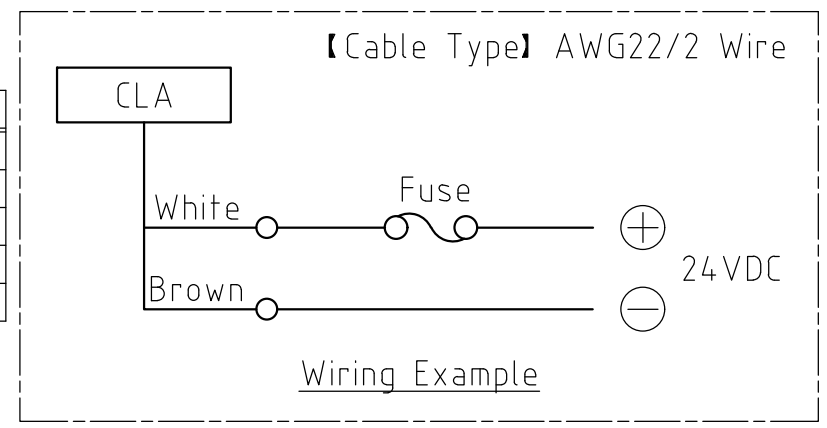 【Cable Type】 AWG22/2 Wire
CLA
Fuse
White
24VDC
Brown
Wiring Example